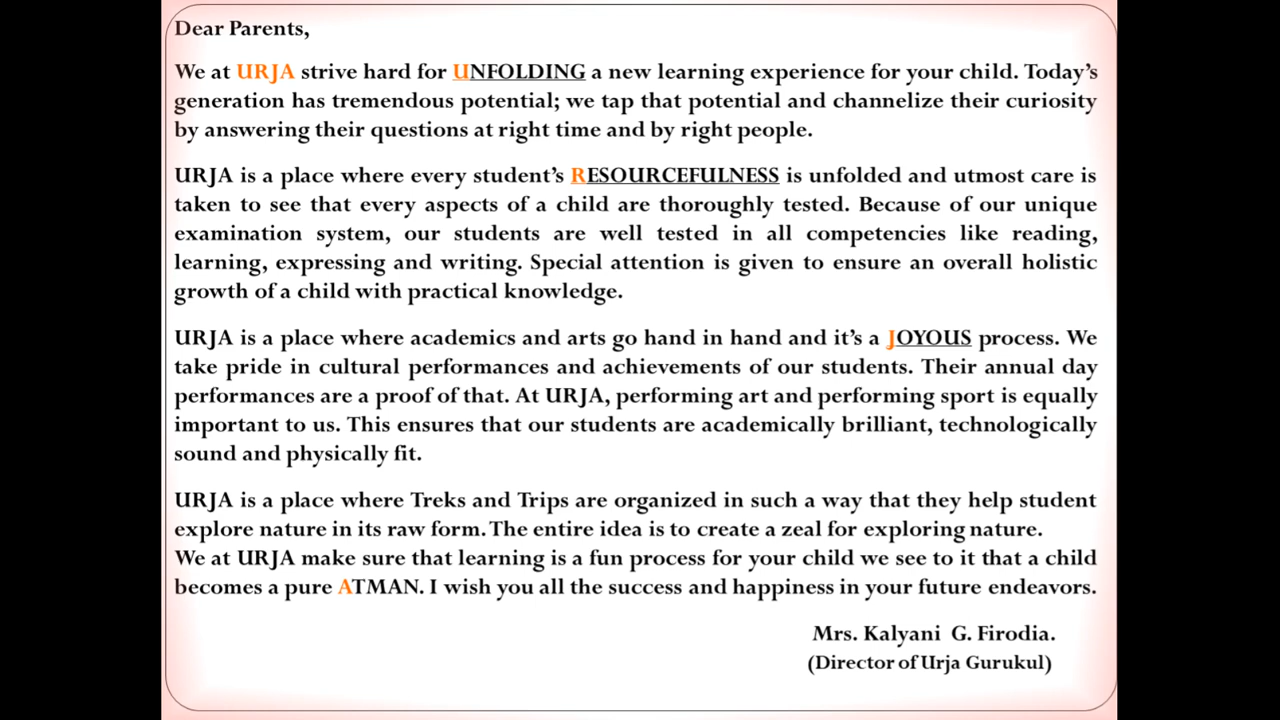 Dear Parents,
We at URJA strive hard for UNFOLDING a new learning experience for your child. Today's
generation has tremendous potential; we tap that potential and channelize their curiosity
by answering their questions at right time and by right people.
URJA is a place where every student's RESOURCEFULNESS is unfolded and utmost care is
taken to see that every aspects of a child are thoroughly tested. Because of our unique
examination system, our students are well tested in all competencies like reading,
learning, expressing and writing. Special attention is given to ensure an overall holistic
growth of a child with practical knowledge.
URJA is a place where academics and arts go hand in hand and it's a JOYOUS process. We
take pride in cultural performances and achievements of our students. Their annual day
performances are a proof of that. At URJA, performing art and performing sport is equally
important to us. This ensures that our students are academically brilliant, technologically
sound and physically fit.
URJA is a place where Treks and Trips are organized in such a way that they help student
explore nature in its raw form. The entire idea is to create a zeal for exploring nature.
We at URJA make sure that learning is a fun process for your child we see to it that a child
becomes a pure ATMAN. I wish you all the success and happiness in your future endeavors.
Mrs. Kalyani G. Firodia.
(Director of Urja Gurukul)